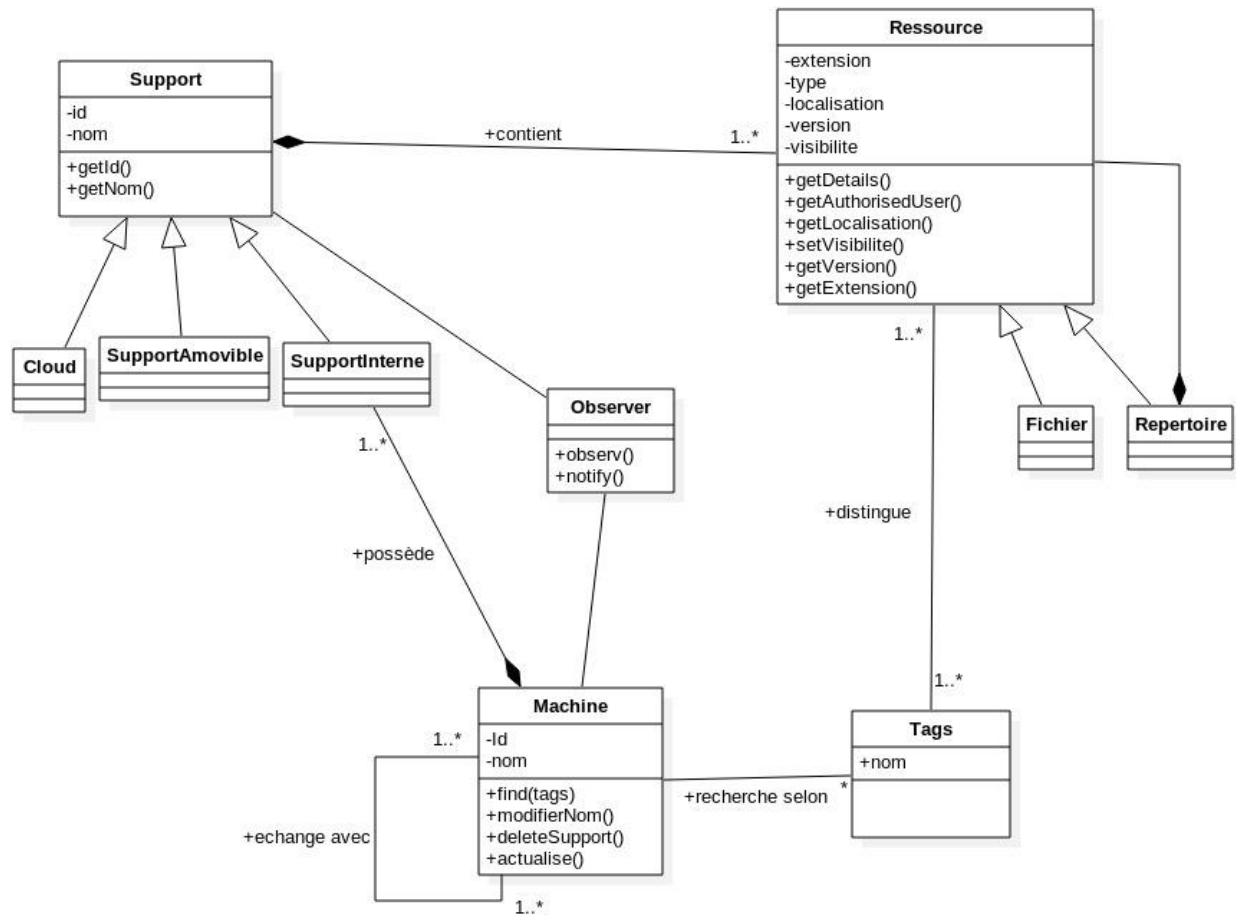 Ressource
-extension
-type
-localisation
-version
-visibilite
+getDetails()
+getAuthorisedUser()
+getLocalisation()
+setVisibilite()
+getVersion()
+getExtension()
Support
-id
-nom
+getId()
+getNom()
+contient
1..*
Cloud
SupportAmovible
SupportInterne
1..*
Observer
+observ()
+notify()
1..*
Fichier
Repertoire
+distingue
+possède
1..*
Machine
-Id
-nom
+find(tags)
+modifierNom()
+deleteSupport()
+actualise()
1..*
+echange avec
1..*
+recherche selon
*
Tags
+nom